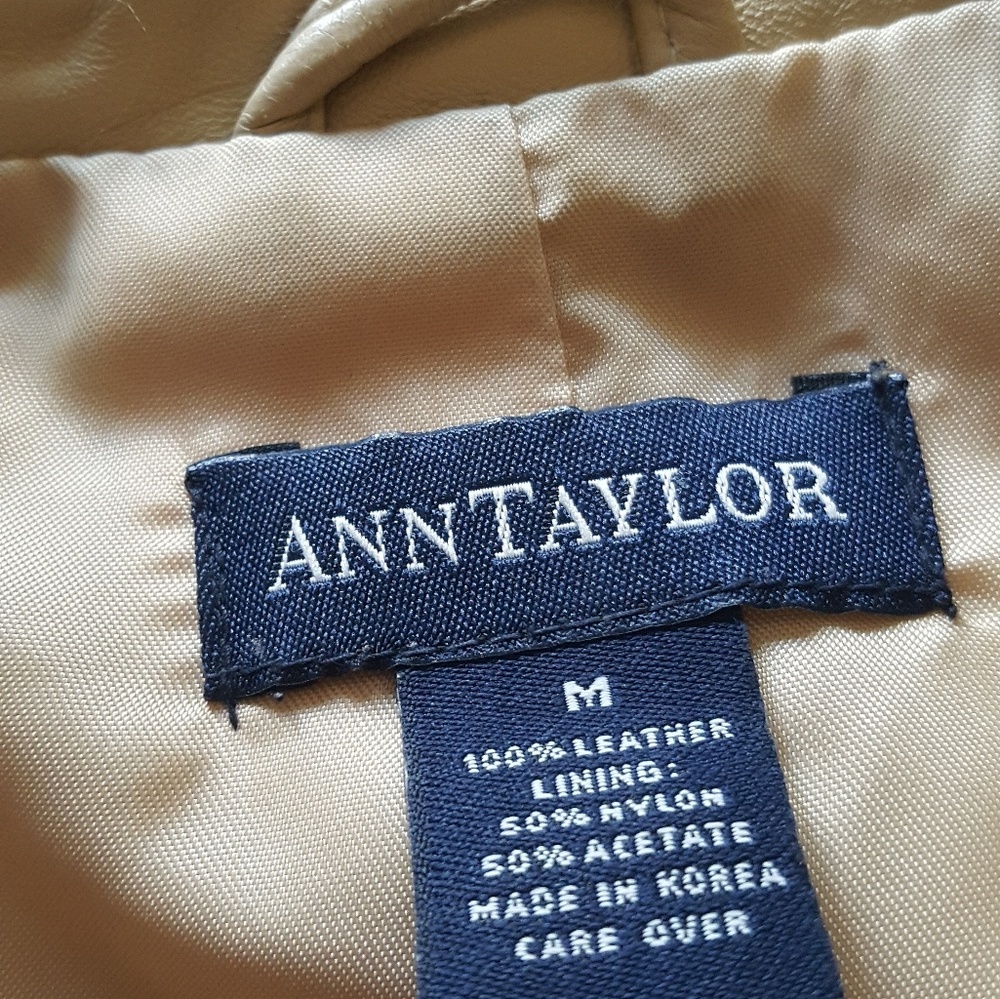 ANNTAYLOR
M
100% LEATHER
LINING:
50% NYLON
50% ACETATE
MADE IN KOREA
CARE OVER